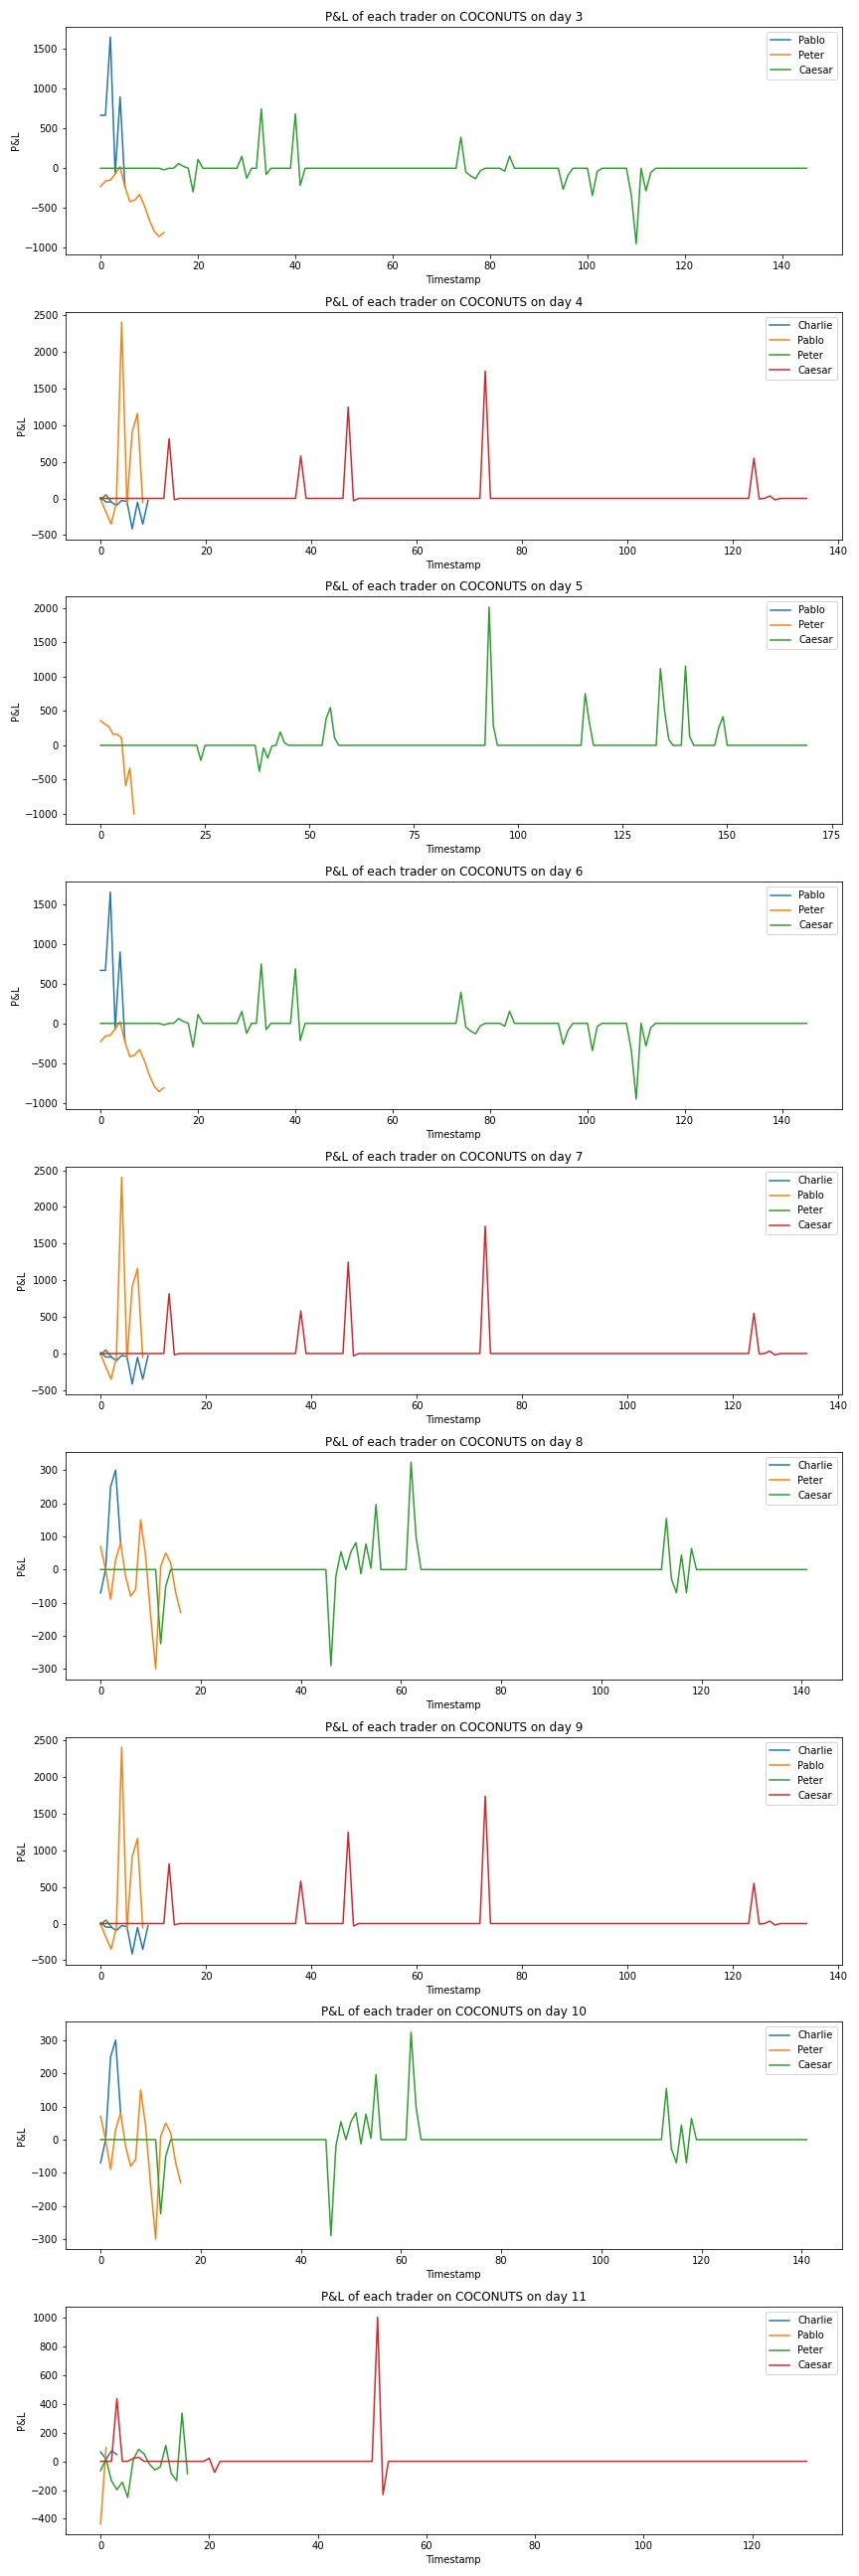 P&L of each trader on COCONUTS on day 3
Pablo
Peter
Caesar
1500
1000
500
0
−500
−1000
P&L
0 20 40 60 80 100 120 140
Timestamp
P&L of each trader on COCONUTS on day 4
Charlie
Pablo
Peter
Caesar
2500
2000
1500
1000
500
0
−500
P&L
0 20 40 60 80 100 120 140
Timestamp
P&L of each trader on COCONUTS on day 5
Pablo
Peter
Caesar
2000
1500
1000
500
0
−500
−1000
P&L
0 25 50 75 100 125 150 175
Timestamp
P&L of each trader on COCONUTS on day 6
Pablo
Peter
Caesar
1500
1000
500
0
−500
−1000
P&L
0 20 40 60 80 100 120 140
Timestamp
P&L of each trader on COCONUTS on day 7
Charlie
Pablo
Peter
Caesar
2500
2000
1500
1000
500
0
−500
P&L
0 20 40 60 80 100 120 140
Timestamp
P&L of each trader on COCONUTS on day 8
Charlie
Peter
Caesar
300
200
100
0
−100
−200
−300
P&L
0 20 40 60 80 100 120 140
Timestamp
P&L of each trader on COCONUTS on day 9
Charlie
Pablo
Peter
Caesar
2500
2000
1500
1000
500
0
−500
P&L
0 20 40 60 80 100 120 140
Timestamp
P&L of each trader on COCONUTS on day 10
Charlie
Peter
Caesar
300
200
100
0
−100
−200
−300
P&L
0 20 40 60 80 100 120 140
Timestamp
P&L of each trader on COCONUTS on day 11
Charlie
Pablo
Peter
Caesar
1000
800
600
400
200
0
−200
−400
P&L
0 20 40 60 80 100 120
Timestamp